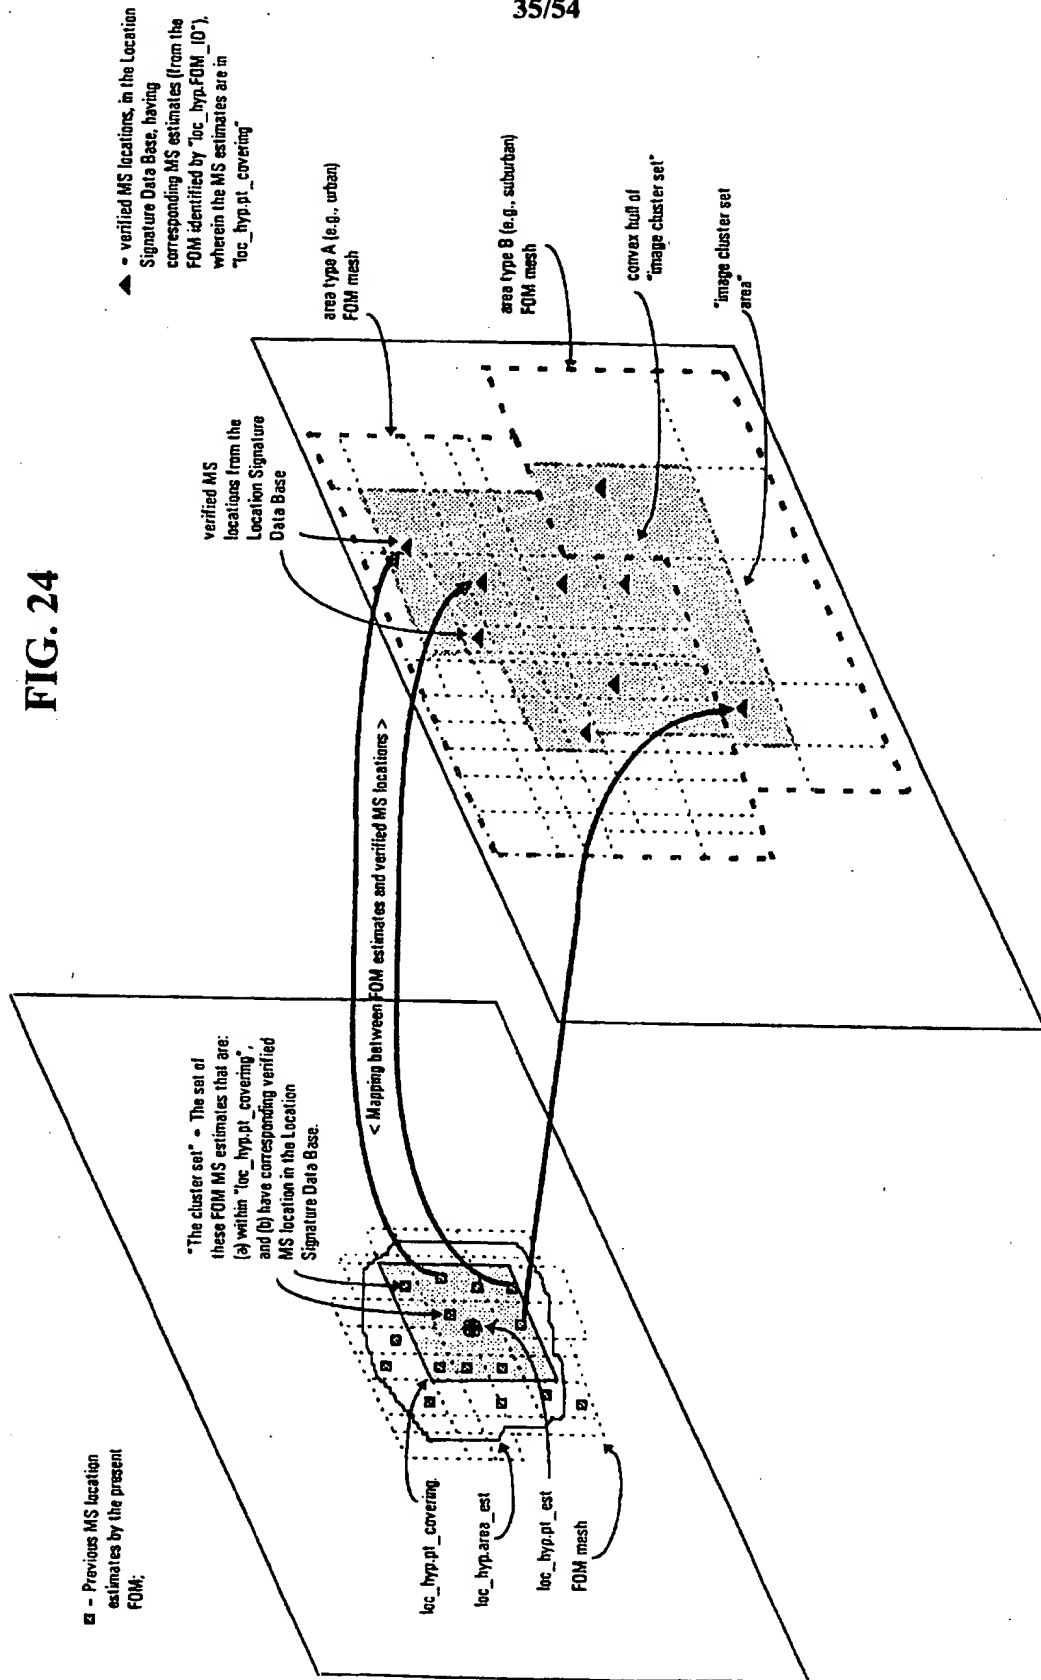 35/54
FIG. 24
▲ - verified MS locations, in the Location
Signature Data Base, having
corresponding MS estimates (from the
FOM identified by "loc_hyp.FOM_ID"),
wherein the MS estimates are in
"loc_hyp.pt_covering"
verified MS
locations from the
Location Signature
Data Base
area type A (e.g., urban)
FOM mesh
area type B (e.g., suburban)
FOM mesh
convex hull of
"image cluster set"
"image cluster set
area"
< Mapping between FOM estimates and verified MS locations >
"The cluster set" - The set of
these FOM MS estimates that are:
(a) within "loc_hyp.pt_covering",
and (b) have corresponding verified
MS location in the Location
Signature Data Base.
- Previous MS location
estimates by the present
FOM;
loc_hyp.pt_covering
loc_hyp.area_est
loc_hyp.pt_est
FOM mesh